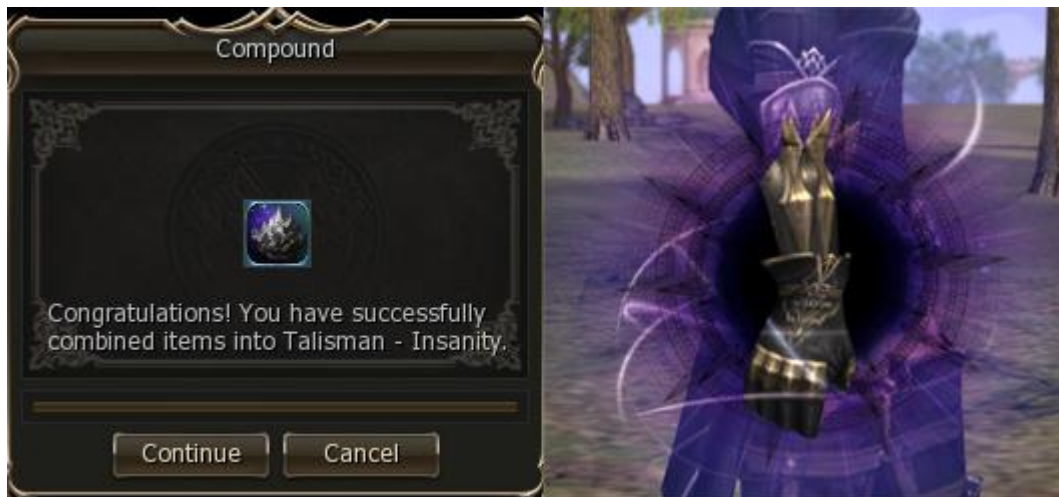 Compound
Congratulations! You have successfully
combined items into Talisman - Insanity.
Continue
Cancel